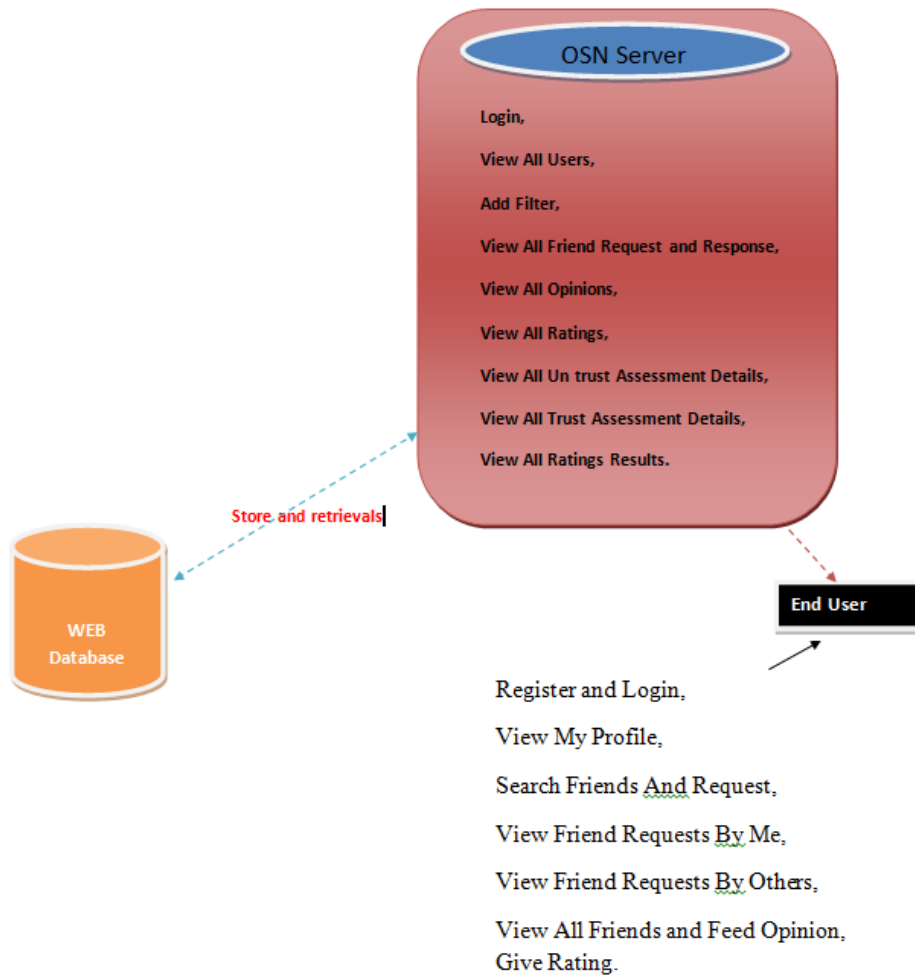 OSN Server
Login,
View All Users,
Add Filter,
View All Friend Request and Response,
View All Opinions,
View All Ratings,
View All Un trust Assessment Details,
View All Trust Assessment Details,
View All Ratings Results.
Store and retrievals
WEB
Database
End User
Register and Login,
View My Profile,
Search Friends And Request,
View Friend Requests By Me,
View Friend Requests By Others,
View All Friends and Feed Opinion,
Give Rating.